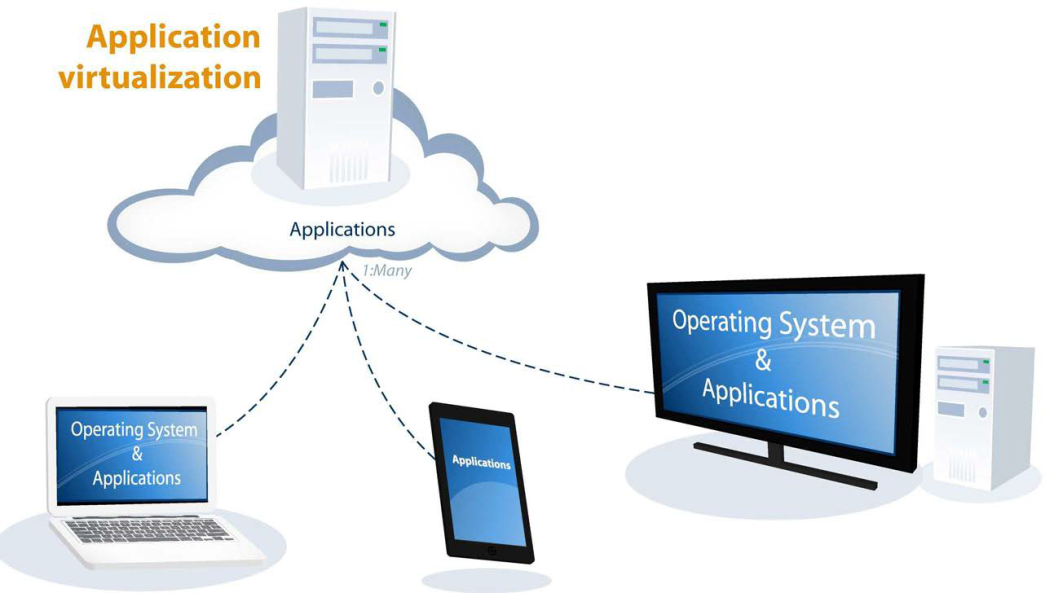 Application
virtualization
Applications
1:Many
Operating System
&
Applications
Applications
Operating System
&
Applications